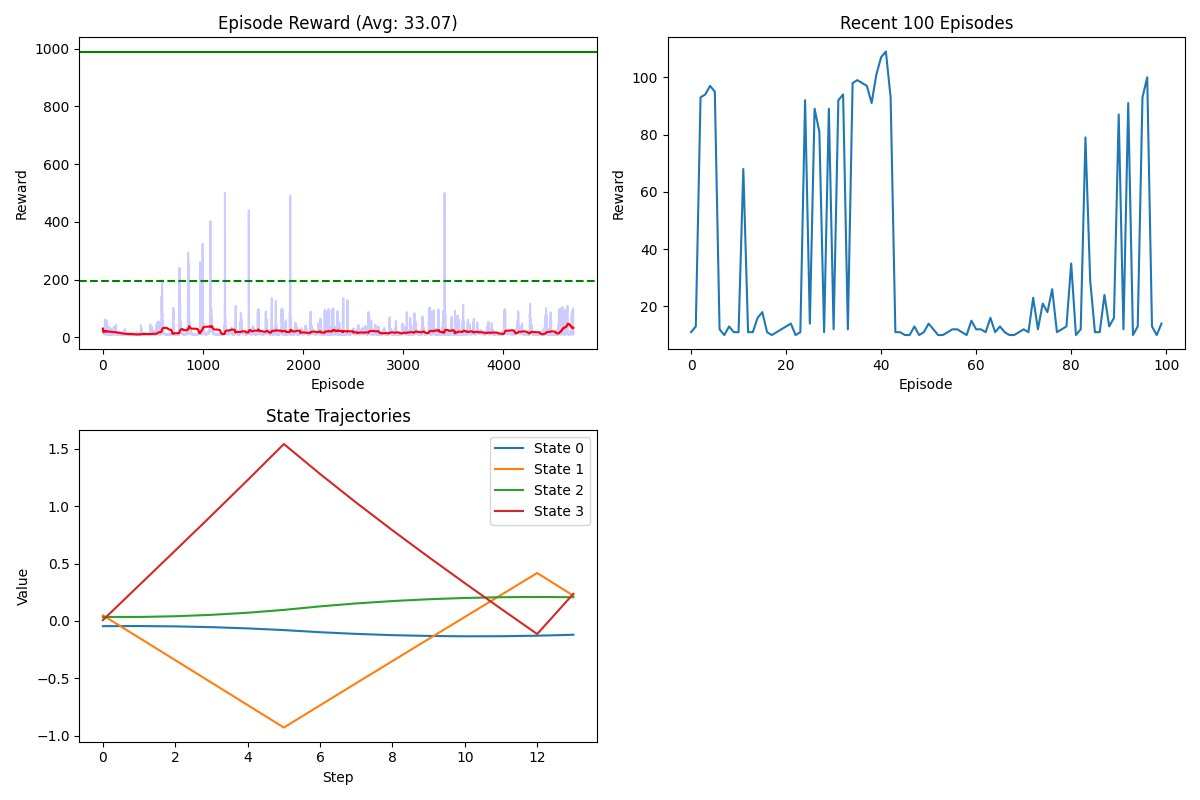 Episode Reward (Avg: 33.07)
1000
800
600
400
200
0
Reward
0 1000 2000 3000 4000
Episode
Recent 100 Episodes
100
80
60
40
20
Reward
0 20 40 60 80 100
Episode
State Trajectories
1.5
1.0
0.5
0.0
−0.5
−1.0
Value
State 0
State 1
State 2
State 3
0 2 4 6 8 10 12
Step